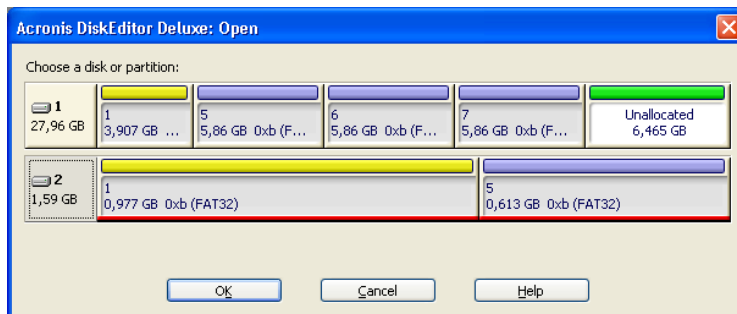 Acronis DiskEditor Deluxe: Open
Choose a disk or partition:
1
27,96 GB
1
3,907 GB ...
5
5,86 GB 0xb (F...
6
5,86 GB 0xb (F...
7
5,86 GB 0xb (F...
Unallocated
6,465 GB
2
1,59 GB
1
0,977 GB 0xb (FAT32)
5
0,613 GB 0xb (FAT32)
OK
Cancel
Help